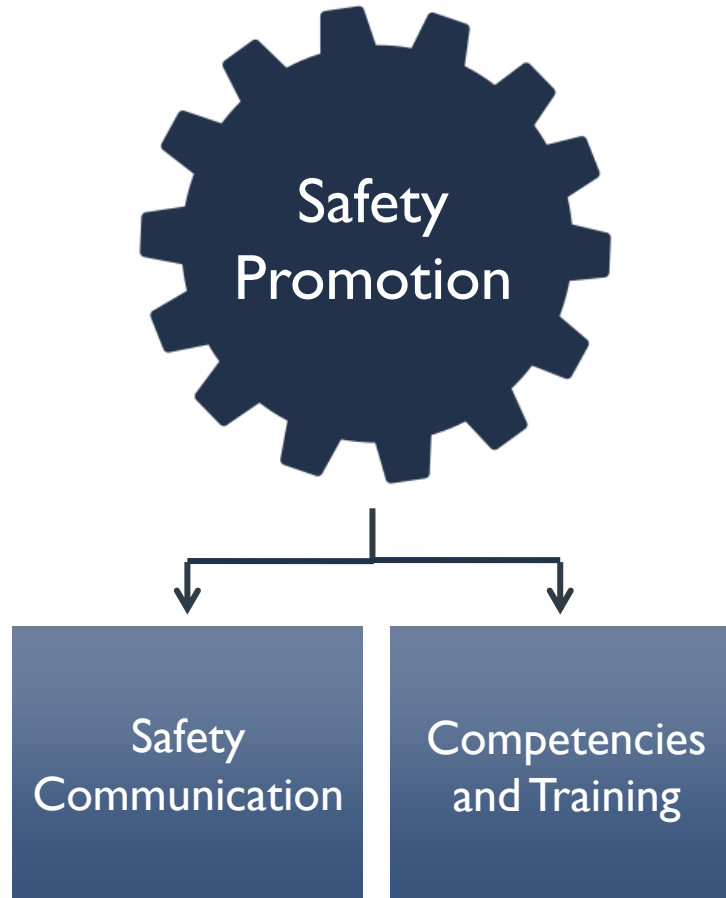 Safety
Promotion
Safety
Communication
Competencies
and Training